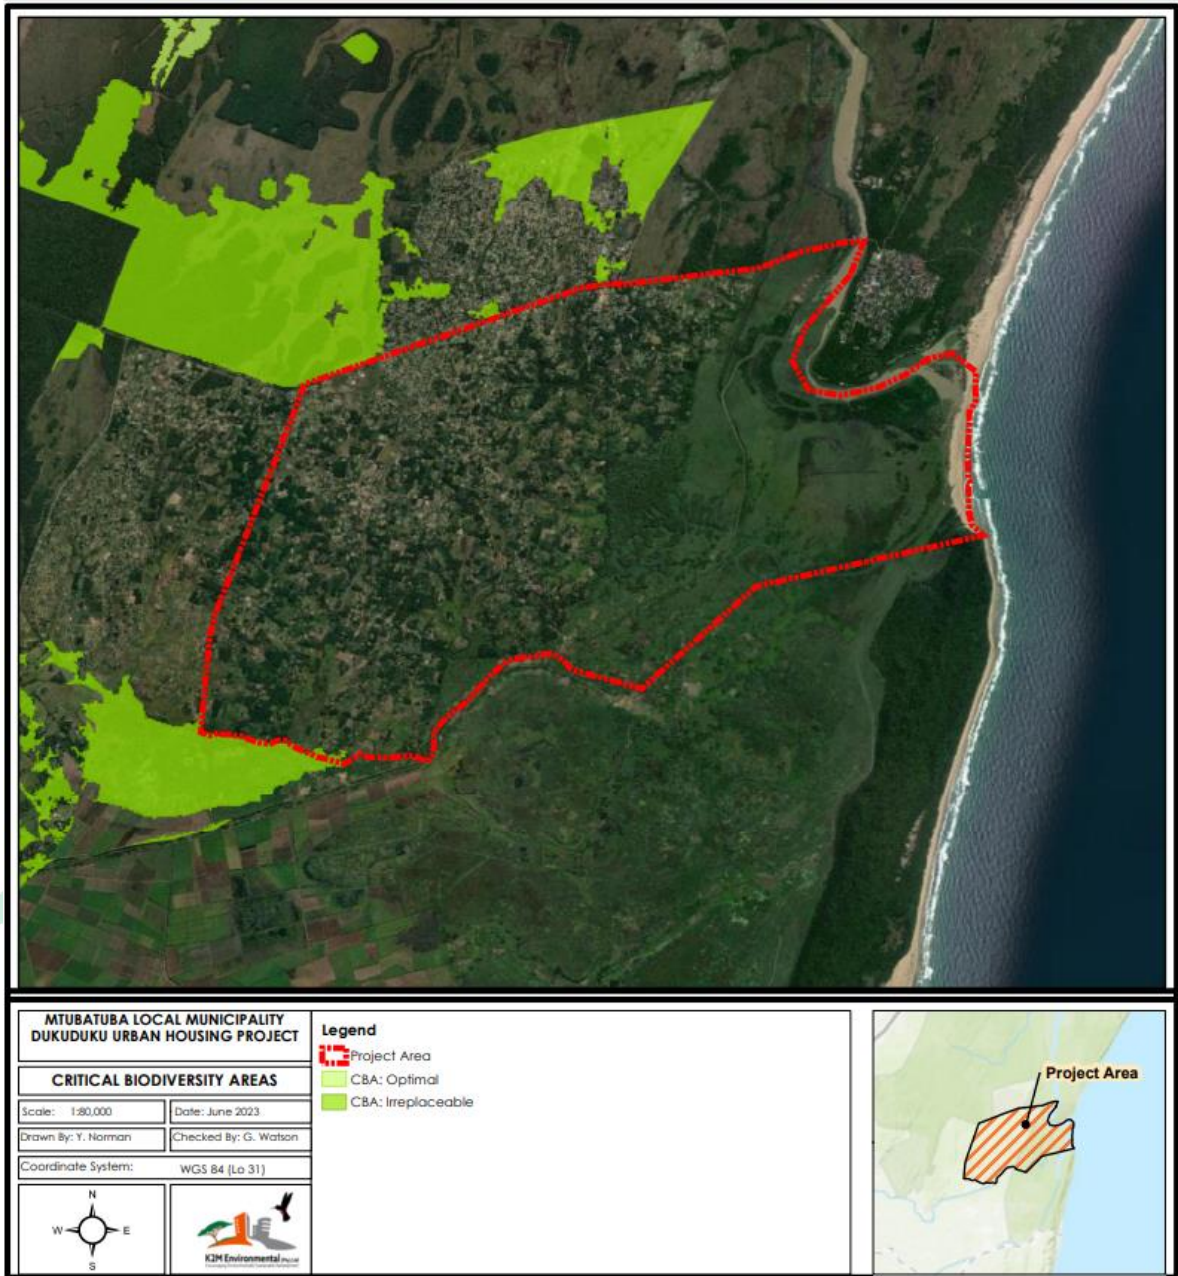 MTUBATUBA LOCAL MUNICIPALITY
DUKUDUKU URBAN HOUSING PROJECT
CRITICAL BIODIVERSITY AREAS
Scale: 1:80,000
Date: June 2023
Drawn By: Y. Norman
Checked By: G. Watson
Coordinate System: WGS 84 (Lo 31)
N
W
E
S
K2M Environmental (Pty) Ltd
Legend
Project Area
CBA: Optimal
CBA: Irreplaceable
Project Area